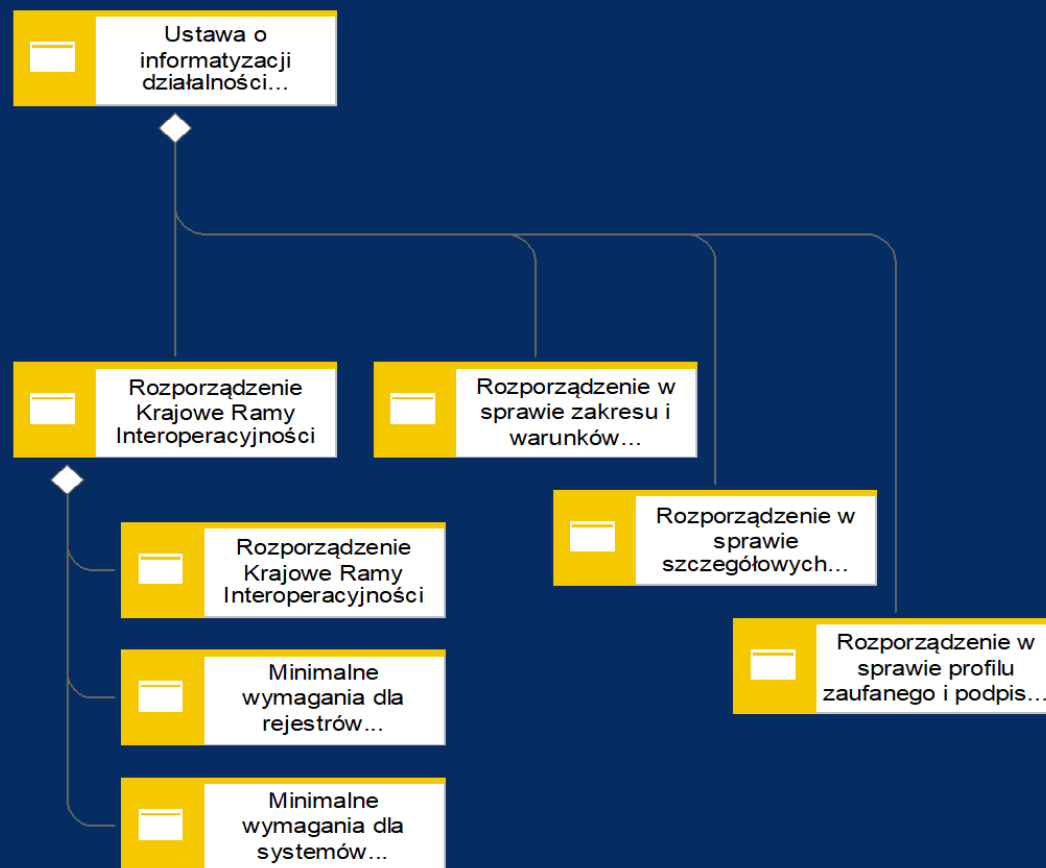 Ustawa o
informatyzacji
działalności...
Rozporządzenie
Krajowe Ramy
Interoperacyjności
Rozporządzenie w
sprawie zakresu i
warunków...
Rozporządzenie w
sprawie
szczegółowych...
Rozporządzenie w
sprawie profilu
zaufanego i podpis...
Rozporządzenie
Krajowe Ramy
Interoperacyjności
Minimalne
wymagania dla
rejestrów...
Minimalne
wymagania dla
systemów...